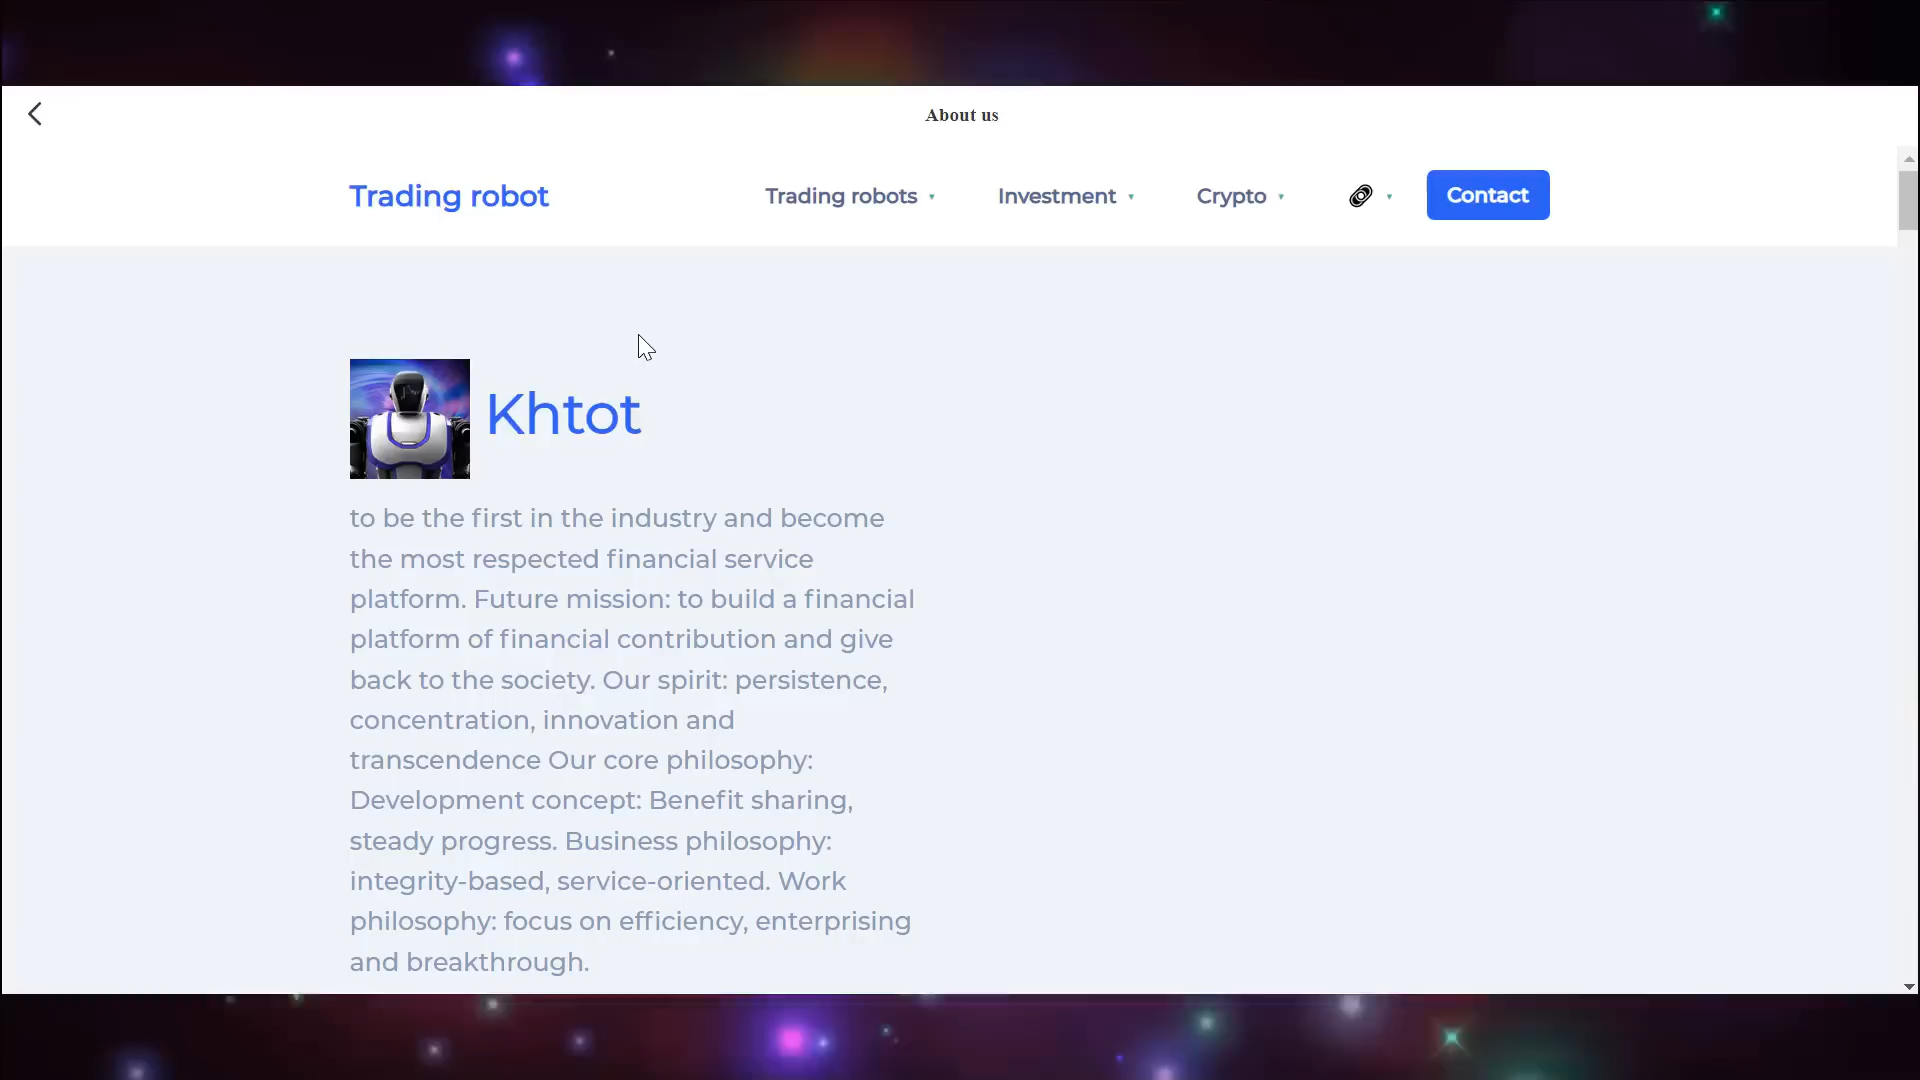 About us
Trading robot
Trading robots
Investment
Crypto
Contact
Khtot
to be the first in the industry and become
the most respected financial service
platform. Future mission: to build a financial
platform of financial contribution and give
back to the society. Our spirit: persistence,
concentration, innovation and
transcendence Our core philosophy:
Development concept: Benefit sharing,
steady progress. Business philosophy:
integrity-based, service-oriented. Work
philosophy: focus on efficiency, enterprising
and breakthrough.